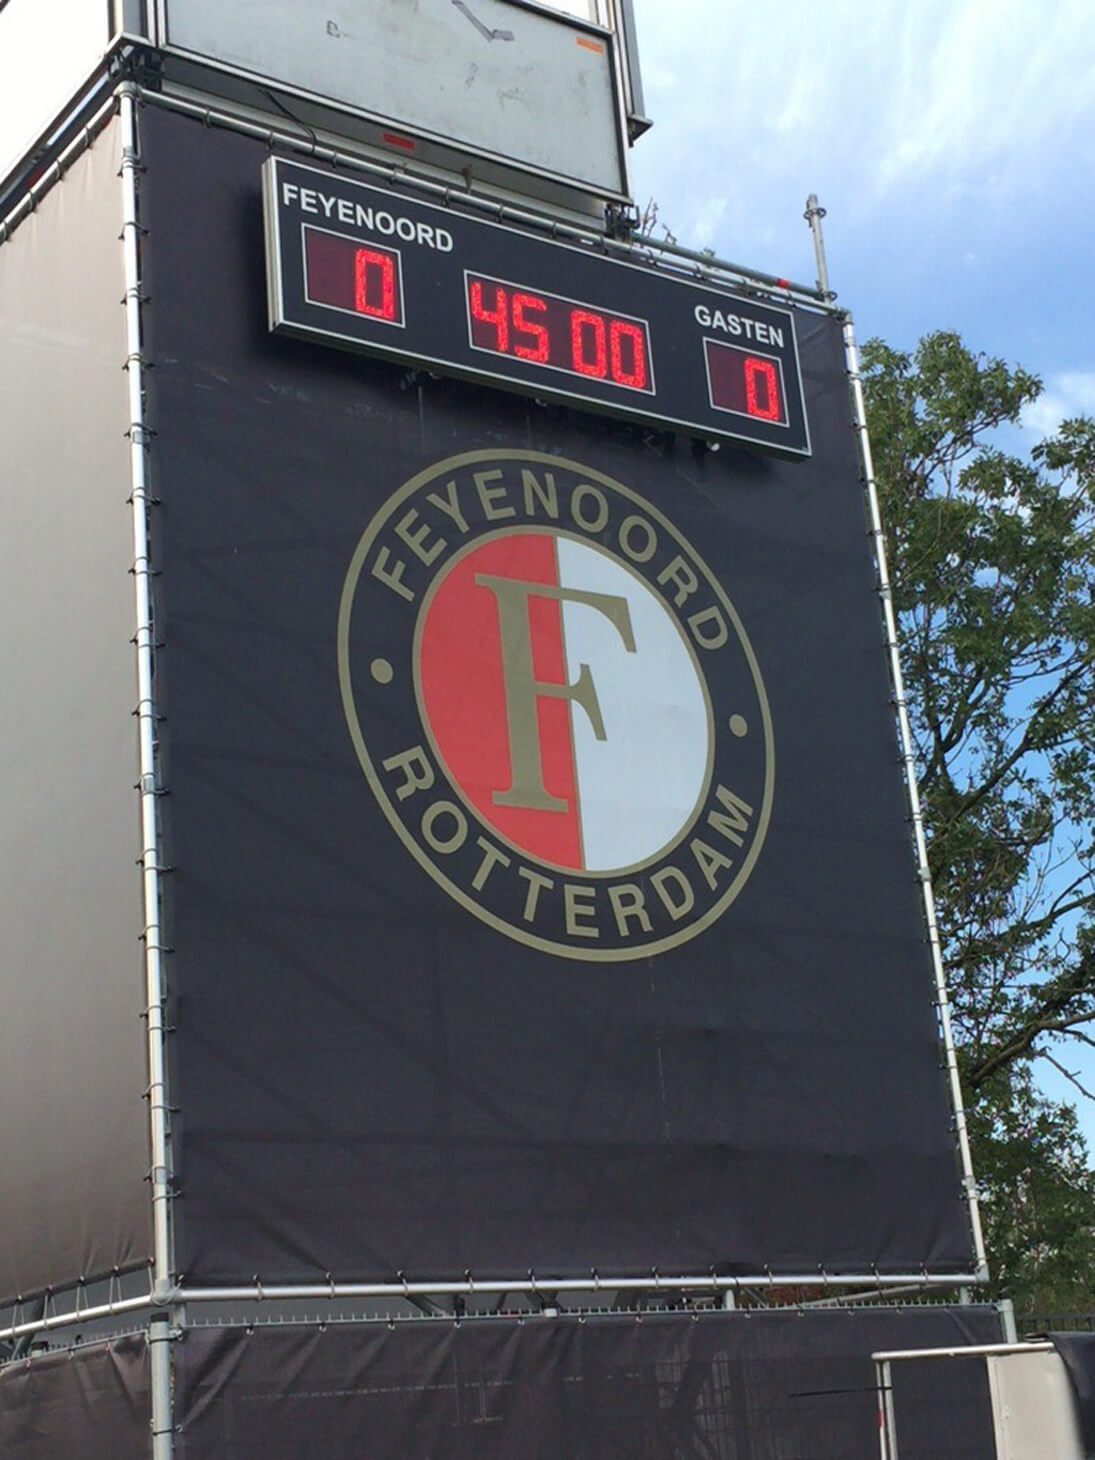 FEYENOORD
0
45 00
GASTEN
0
FEYENOORD
F
ROTTERDAM